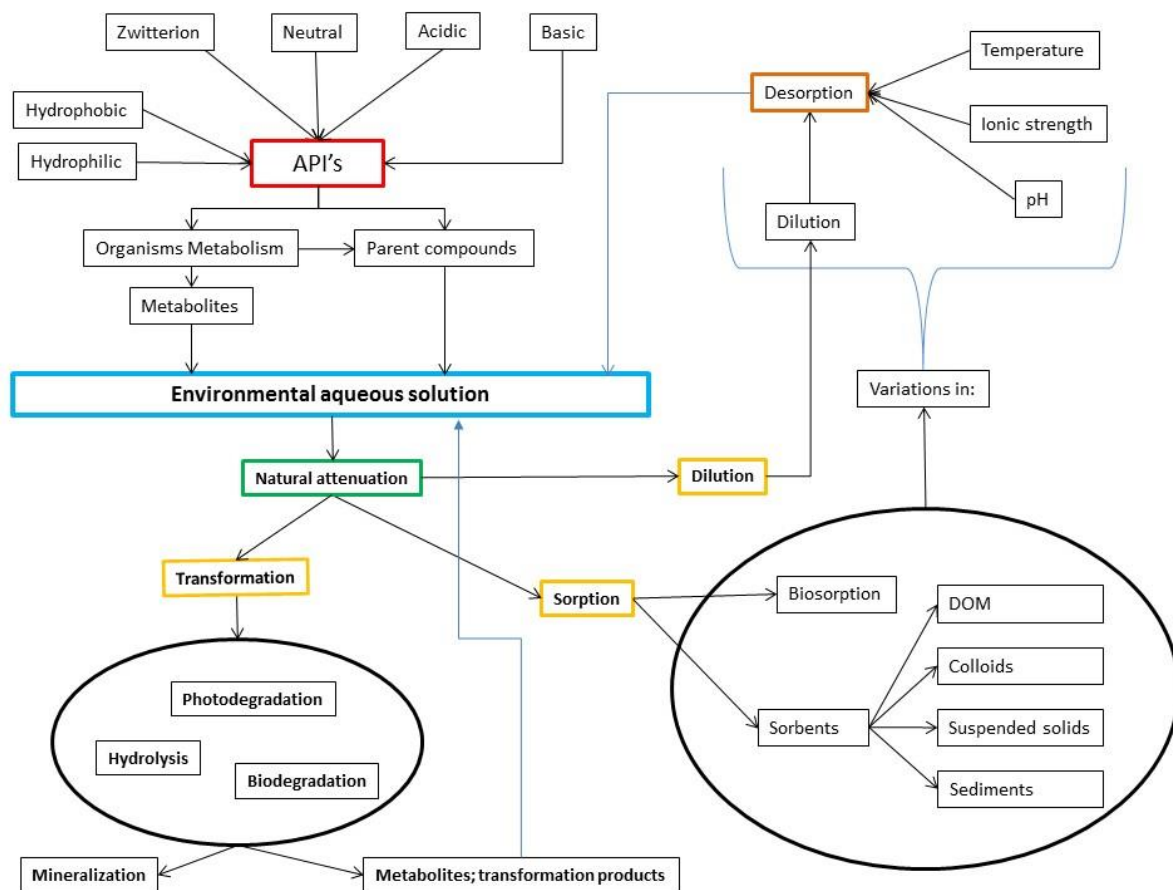 Zwitterion
Neutral
Acidic
Basic
Temperature
Desorption
Hydrophobic
Ionic strength
Hydrophilic
API's
pH
Dilution
Organisms Metabolism
Parent compounds
Metabolites
Environmental aqueous solution
Variations in:
Natural attenuation
Dilution
Transformation
Sorption
Biosorption
DOM
Colloids
Photodegradation
Sorbents
Suspended solids
Hydrolysis
Biodegradation
Sediments
Mineralization
Metabolites; transformation products